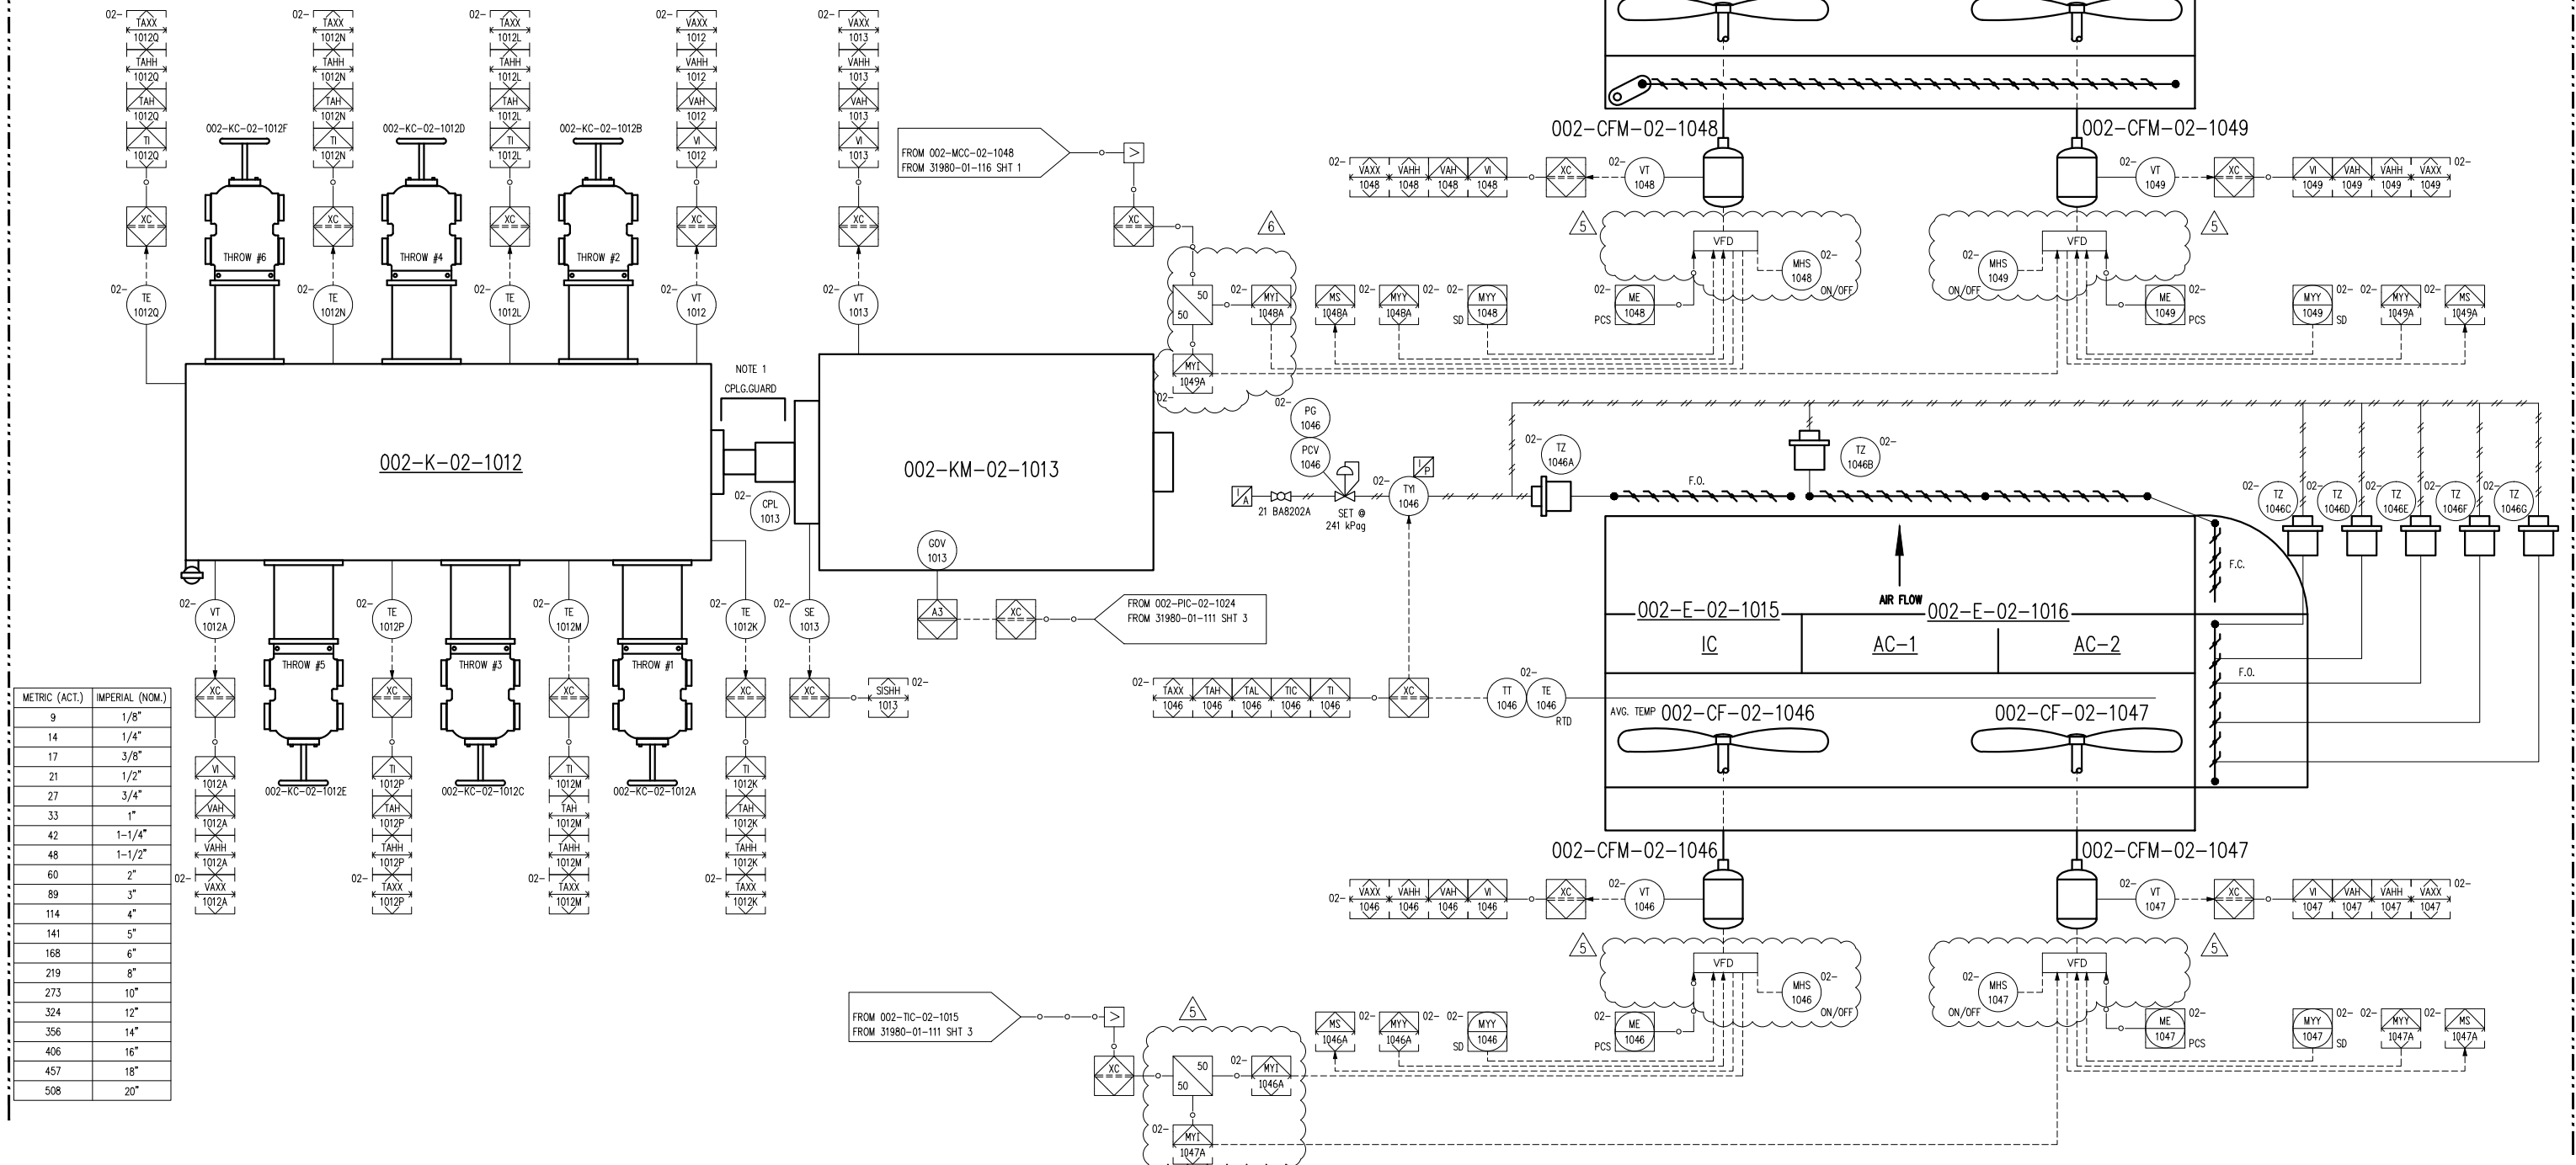 02- TAXX 1012Q TAHH 1012Q TAH 1012Q TI 1012Q
XC
02- TE 1012Q
002-KC-02-1012F
THROW #6
02- TAXX 1012N TAHH 1012N TAH 1012N TI 1012N
XC
02- TE 1012N
002-KC-02-1012D
THROW #4
02- TAXX 1012L TAHH 1012L TAH 1012L TI 1012L
XC
02- TE 1012L
002-KC-02-1012B
THROW #2
02- VAXX 1012 VAHH 1012 VAH 1012 VI 1012
XC
02- VT 1012
02- VAXX 1013 VAHH 1013 VAH 1013 VI 1013
XC
02- VT 1013
FROM 002-MCC-02-1048
FROM 31980-01-116 SHT 1
>
XC
6
50
50
02- MYI 1048A
MYI 1049A
02-
002-CFM-02-1048
002-CFM-02-1049
02- VAXX 1048 VAHH 1048 VAH 1048 VI 1048
XC
02- VT 1048
02- VT 1049
XC
VI 1049 VAH 1049 VAHH 1049 VAXX 1049 02-
5
VFD
MHS 1048 02-
ON/OFF
5
VFD
02- MHS 1049
ON/OFF
MS 1048A 02-
MYY 1048A 02-
02- MYY 1048
SD
02- ME 1048
PCS
ME 1049 02-
PCS
MYY 1049 02-
SD
02- MYY 1049A
02- MS 1049A
002-K-02-1012
NOTE 1
CPLG.GUARD
02- CPL 1013
002-KM-02-1013
GOV 1013
A3
XC
FROM 002-PIC-02-1024
FROM 31980-01-111 SHT 3
02- PG 1046
PCV 1046
I A
21 BA8202A
SET @
241 kPag
02- TYI 1046
I P
02- TZ 1046A
TZ 1046B 02-
F.O.
02- TZ 1046C
02- TZ 1046D
02- TZ 1046E
02- TZ 1046F
02- TZ 1046G
F.C.
F.O.
AIR FLOW
002-E-02-1015
002-E-02-1016
IC
AC-1
AC-2
02- TAXX 1046 TAH 1046 TAL 1046 TIC 1046 TI 1046
XC
02-
TT 1046
TE 1046
RTD
AVG. TEMP
002-CF-02-1046
002-CF-02-1047
02- VT 1012A
XC
VI 1012A VAH 1012A VAHH 1012A
02- VAXX 1012A
THROW #5
002-KC-02-1012E
02- TE 1012P
XC
TI 1012P TAH 1012P TAHH 1012P
02- TAXX 1012P
THROW #3
002-KC-02-1012C
02- TE 1012M
XC
TI 1012M TAH 1012M TAHH 1012M
02- TAXX 1012M
THROW #1
002-KC-02-1012A
02- TE 1012K
XC
TI 1012K TAH 1012K TAHH 1012K
02- TAXX 1012K
02- SE 1013
XC
SISHH 1013 02-
METRIC (ACT.) IMPERIAL (NOM.)
9 1/8"
14 1/4"
17 3/8"
21 1/2"
27 3/4"
33 1"
42 1-1/4"
48 1-1/2"
60 2"
89 3"
114 4"
141 5"
168 6"
219 8"
273 10"
324 12"
356 14"
406 16"
457 18"
508 20"
002-CFM-02-1046
002-CFM-02-1047
02- VAXX 1046 VAHH 1046 VAH 1046 VI 1046
02-
XC
02- VT 1046
02- VT 1047
XC
VI 1047 VAH 1047 VAHH 1047 VAXX 1047 02-
5
VFD
MHS 1046 02-
ON/OFF
5
VFD
02- MHS 1047
ON/OFF
FROM 002-TIC-02-1015
FROM 31980-01-111 SHT 3
>
XC
5
50
50
02- MYI 1046A
02- MYI 1047A
MS 1046A 02-
MYY 1046A 02-
02- MYY 1046
SD
02- ME 1046
PCS
ME 1047 02-
PCS
MYY 1047 02-
SD
02- MYY 1047A
02- MS 1047A